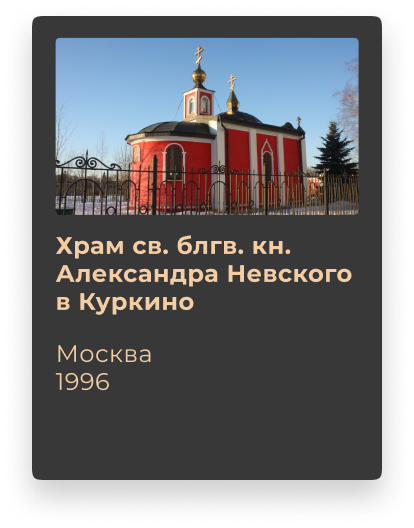 Храм св. блгв. кн.
Александра Невского
в Куркино
Москва
1996